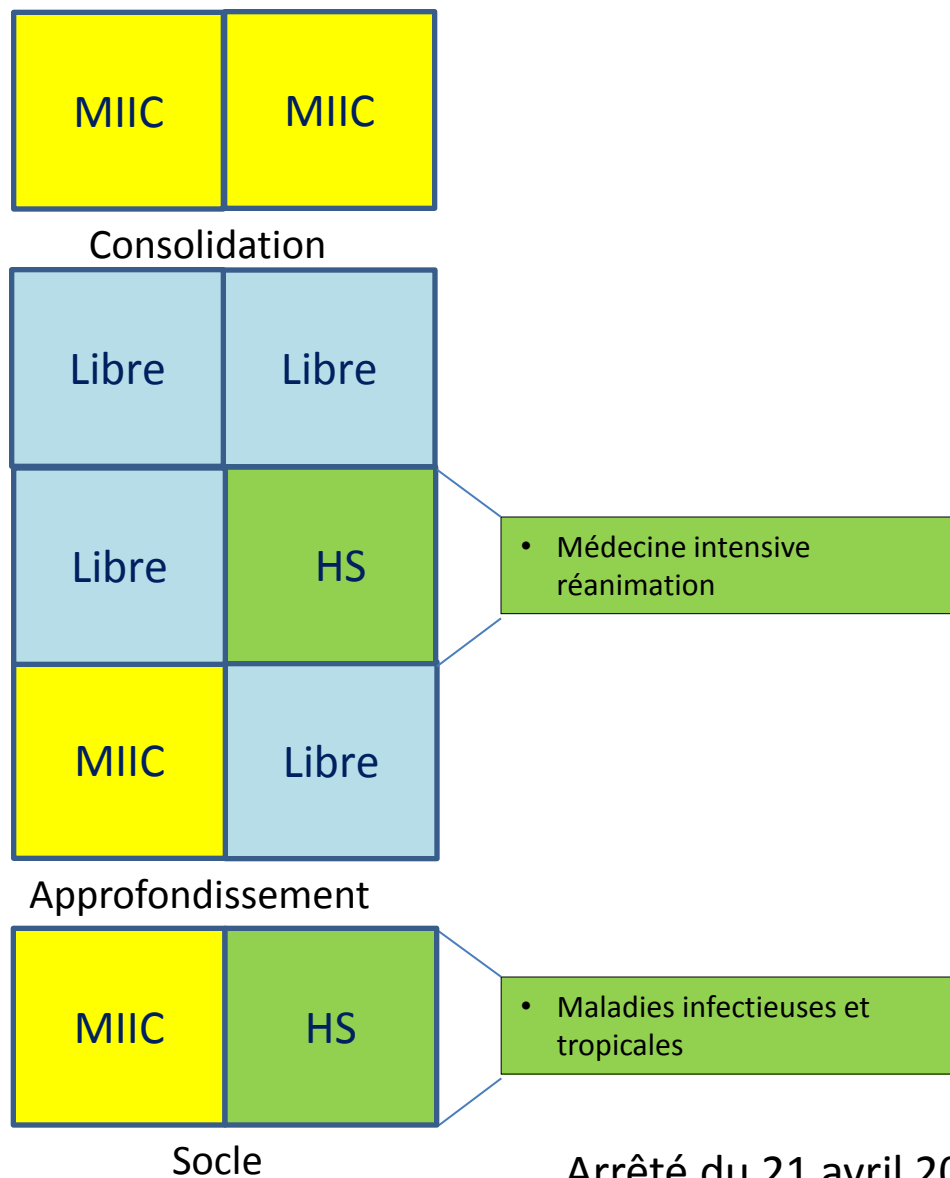 MIIC MIIC
Consolidation
Libre Libre
Libre HS
• Médecine intensive
réanimation
MIIC Libre
Approfondissement
MIIC HS
• Maladies infectieuses et
tropicales
Socle
Arrêté du 21 avril